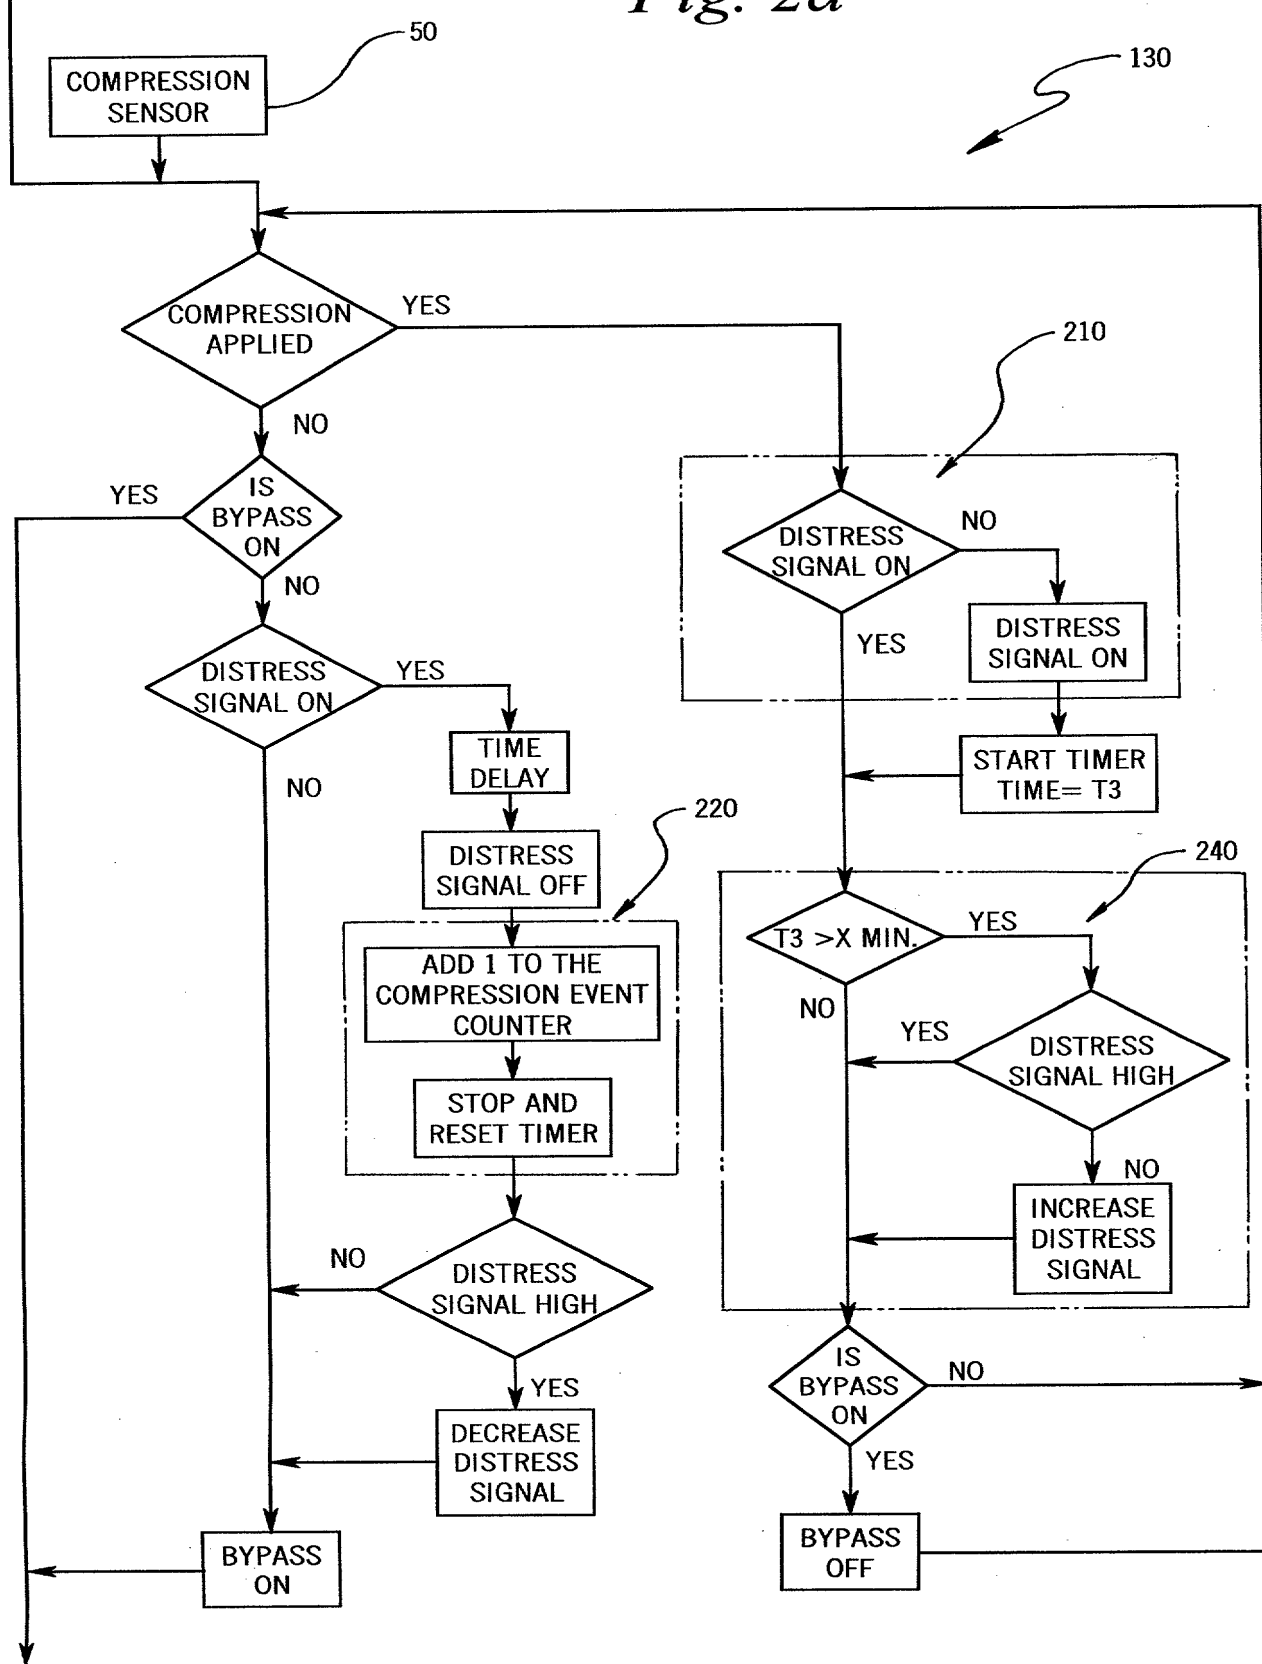 Fig. 2d
50
130
COMPRESSION
SENSOR
COMPRESSION
APPLIED
YES
NO
210
IS
BYPASS
ON
YES
NO
DISTRESS
SIGNAL ON
NO
YES
DISTRESS
SIGNAL ON
DISTRESS
SIGNAL ON
YES
NO
TIME
DELAY
START TIMER
TIME= T3
220
DISTRESS
SIGNAL OFF
240
T3 >X MIN.
YES
NO
ADD 1 TO THE
COMPRESSION EVENT
COUNTER
YES
DISTRESS
SIGNAL HIGH
STOP AND
RESET TIMER
NO
INCREASE
DISTRESS
SIGNAL
NO
DISTRESS
SIGNAL HIGH
YES
IS
BYPASS
ON
NO
YES
DECREASE
DISTRESS
SIGNAL
BYPASS
ON
BYPASS
OFF